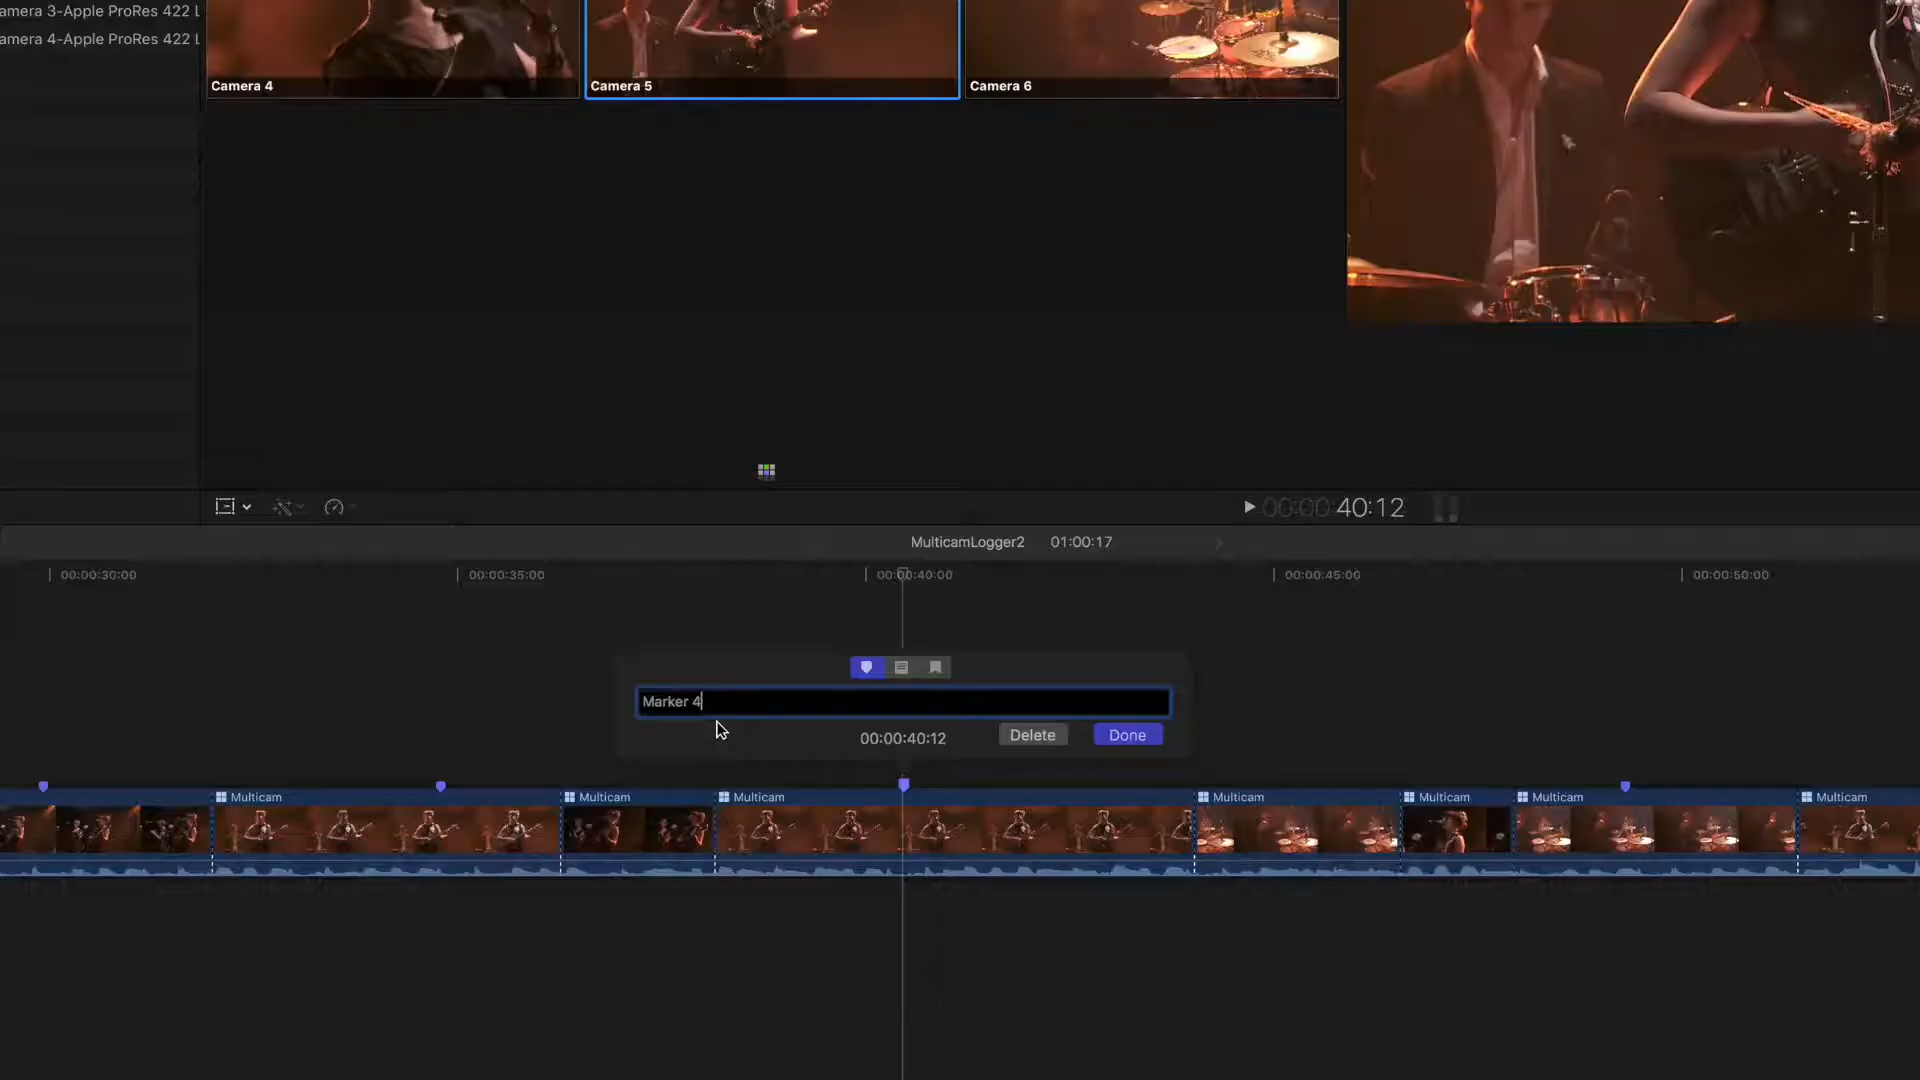 amera 3-Apple ProRes 422 L
amera 4-Apple ProRes 422 L
Camera 4
Camera 5
Camera 6
00:00:00:40:12
MulticamLogger2 01:00:17
00:00:30:00
00:00:35:00
00:00:40:00
00:00:45:00
00:00:50:00
Marker 4
00:00:40:12
Delete
Done
Multicam
Multicam
Multicam
Multicam
Multicam
Multicam
Multicam